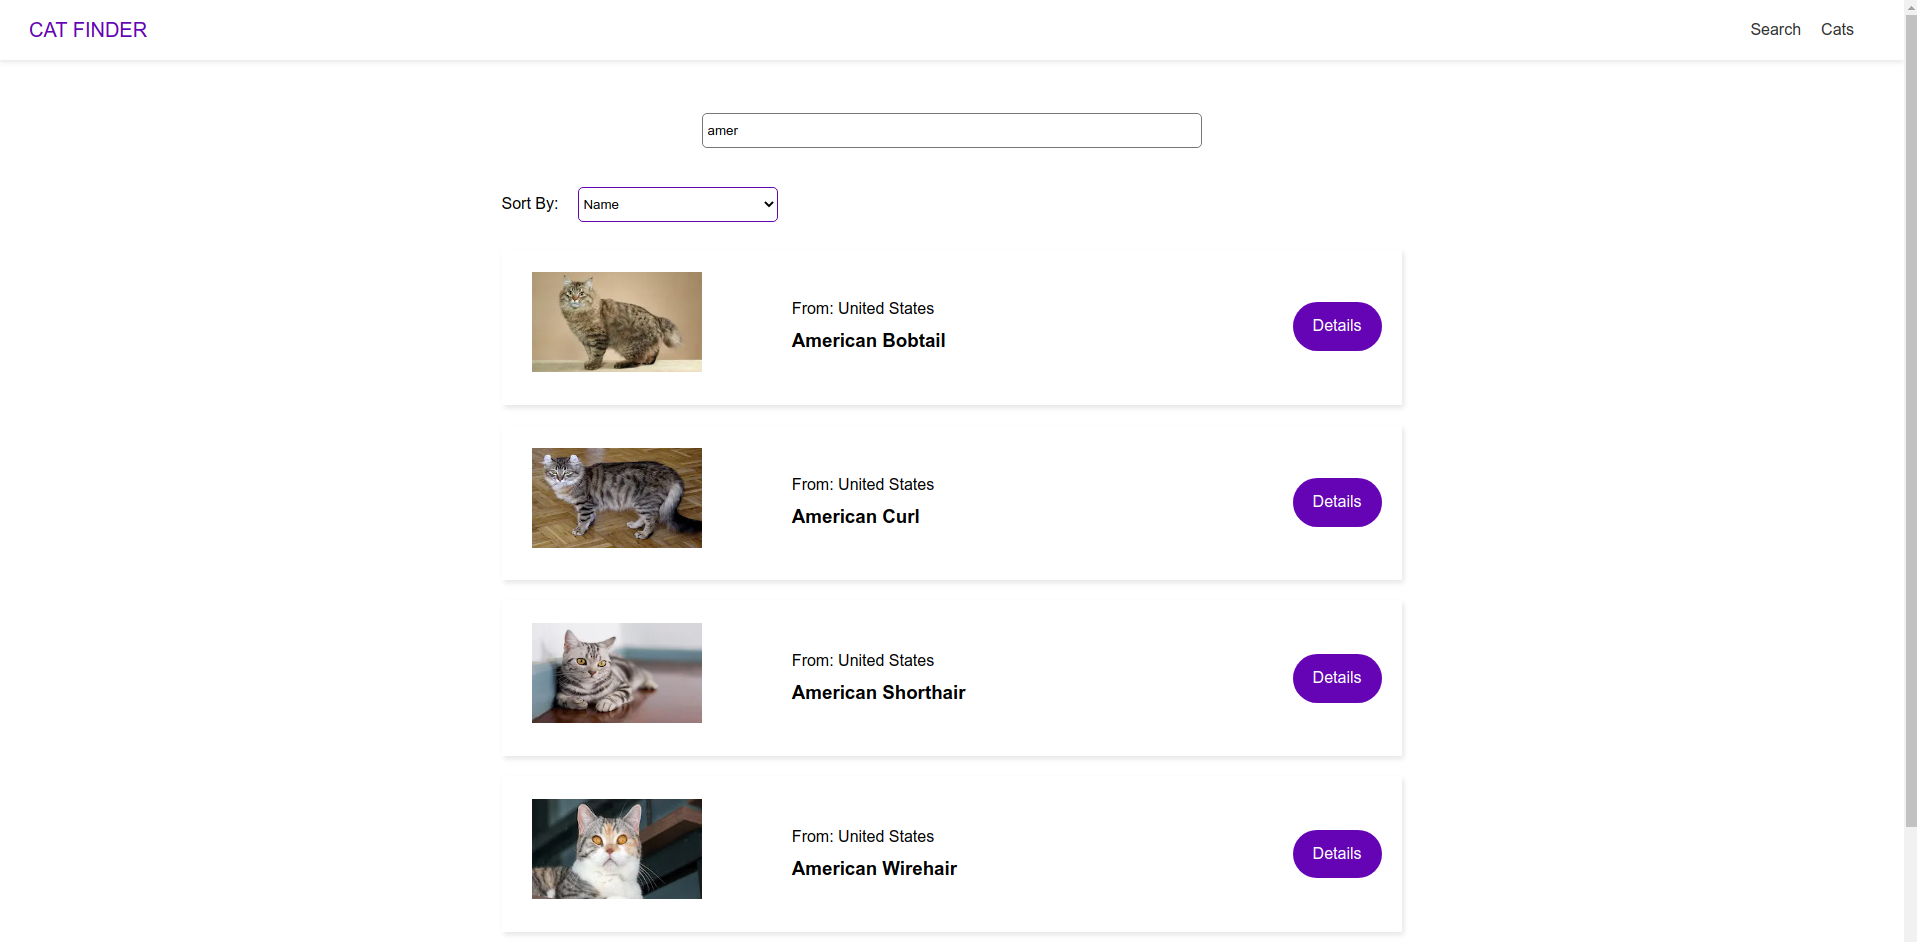 CAT FINDER
Search Cats
amer
Sort By: Name
From: United States
American Bobtail
Details
From: United States
American Curl
Details
From: United States
American Shorthair
Details
From: United States
American Wirehair
Details